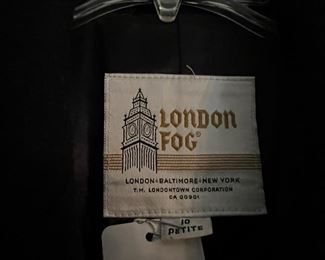 LONDON
FOG®
LONDON-BALTIMORE-NEW YORK
T.M. LONDONTOWN CORPORATION
CA 00901
10
PETITE